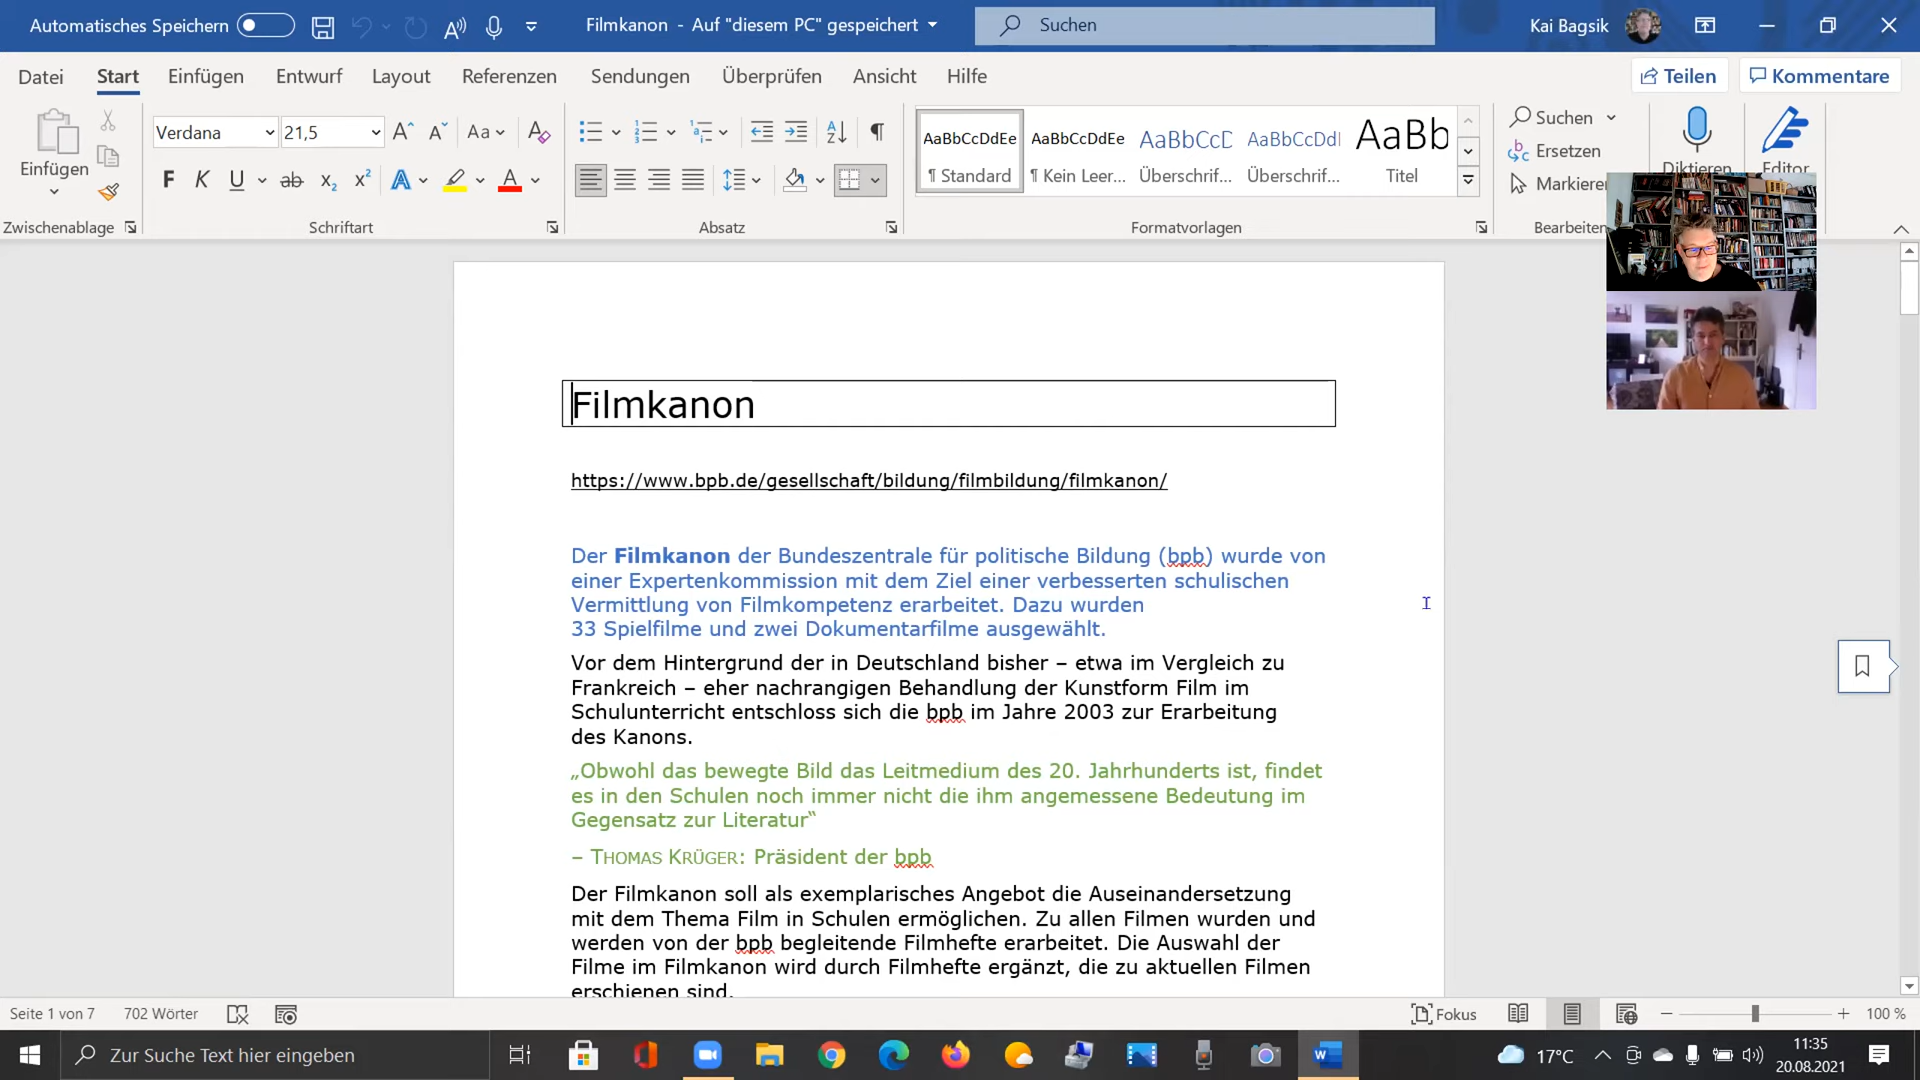 Automatisches Speichern
Filmkanon - Auf "diesem PC" gespeichert
Suchen
Kai Bagsik
Datei Start Einfügen Entwurf Layout Referenzen Sendungen Überprüfen Ansicht Hilfe
Teilen Kommentare
Einfügen
Verdana 21,5
Aa
F K U ab x₂ x² A A
AaBbCcDdEe ¶ Standard
AaBbCcDdEe ¶ Kein Leer...
AaBbCcD Überschrif...
AaBbCcDdI Überschrif...
AaBb Titel
Suchen
Ersetzen
Markieren
Diktieren
Editor
Zwischenablage Schriftart Absatz Formatvorlagen Bearbeiten
Filmkanon
https://www.bpb.de/gesellschaft/bildung/filmbildung/filmkanon/
Der Filmkanon der Bundeszentrale für politische Bildung (bpb) wurde von
einer Expertenkommission mit dem Ziel einer verbesserten schulischen
Vermittlung von Filmkompetenz erarbeitet. Dazu wurden
33 Spielfilme und zwei Dokumentarfilme ausgewählt.
Vor dem Hintergrund der in Deutschland bisher – etwa im Vergleich zu
Frankreich – eher nachrangigen Behandlung der Kunstform Film im
Schulunterricht entschloss sich die bpb im Jahre 2003 zur Erarbeitung
des Kanons.
„Obwohl das bewegte Bild das Leitmedium des 20. Jahrhunderts ist, findet
es in den Schulen noch immer nicht die ihm angemessene Bedeutung im
Gegensatz zur Literatur“
– THOMAS KRÜGER: Präsident der bpb
Der Filmkanon soll als exemplarisches Angebot die Auseinandersetzung
mit dem Thema Film in Schulen ermöglichen. Zu allen Filmen wurden und
werden von der bpb begleitende Filmhefte erarbeitet. Die Auswahl der
Filme im Filmkanon wird durch Filmhefte ergänzt, die zu aktuellen Filmen
erschienen sind.
Seite 1 von 7 702 Wörter
Fokus
100 %
Zur Suche Text hier eingeben
17°C
11:35
20.08.2021